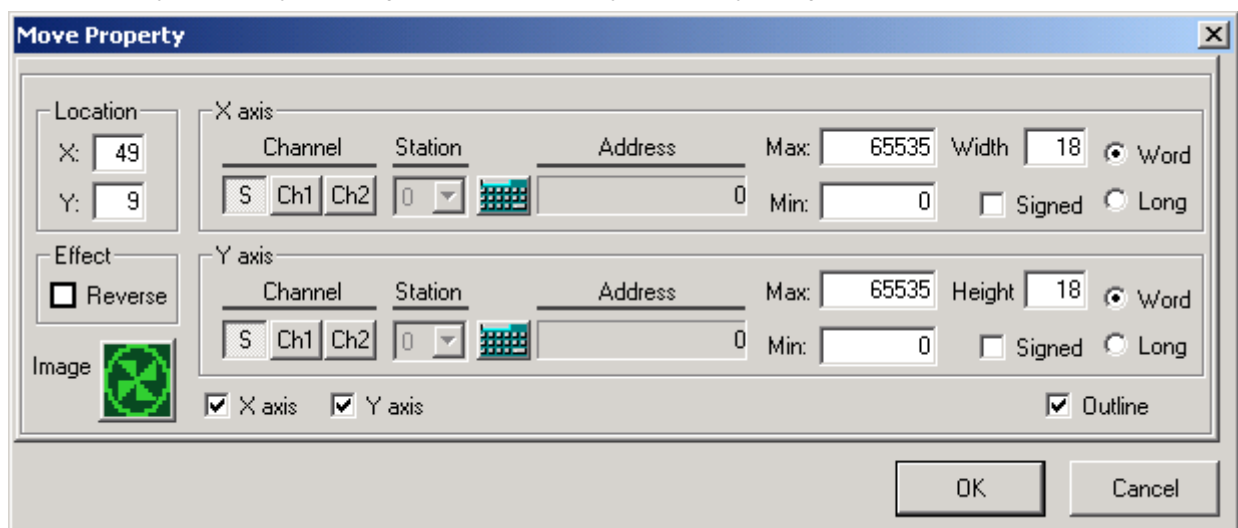 Move Property
Location
X: 49
Y: 9
X axis
Channel Station Address
S Ch1 Ch2 0 0
Max: 65535 Width 18 Word
Min: 0 Signed Long
Effect
Reverse
Y axis
Channel Station Address
S Ch1 Ch2 0 0
Max: 65535 Height 18 Word
Min: 0 Signed Long
Image
X axis Y axis Outline
OK Cancel